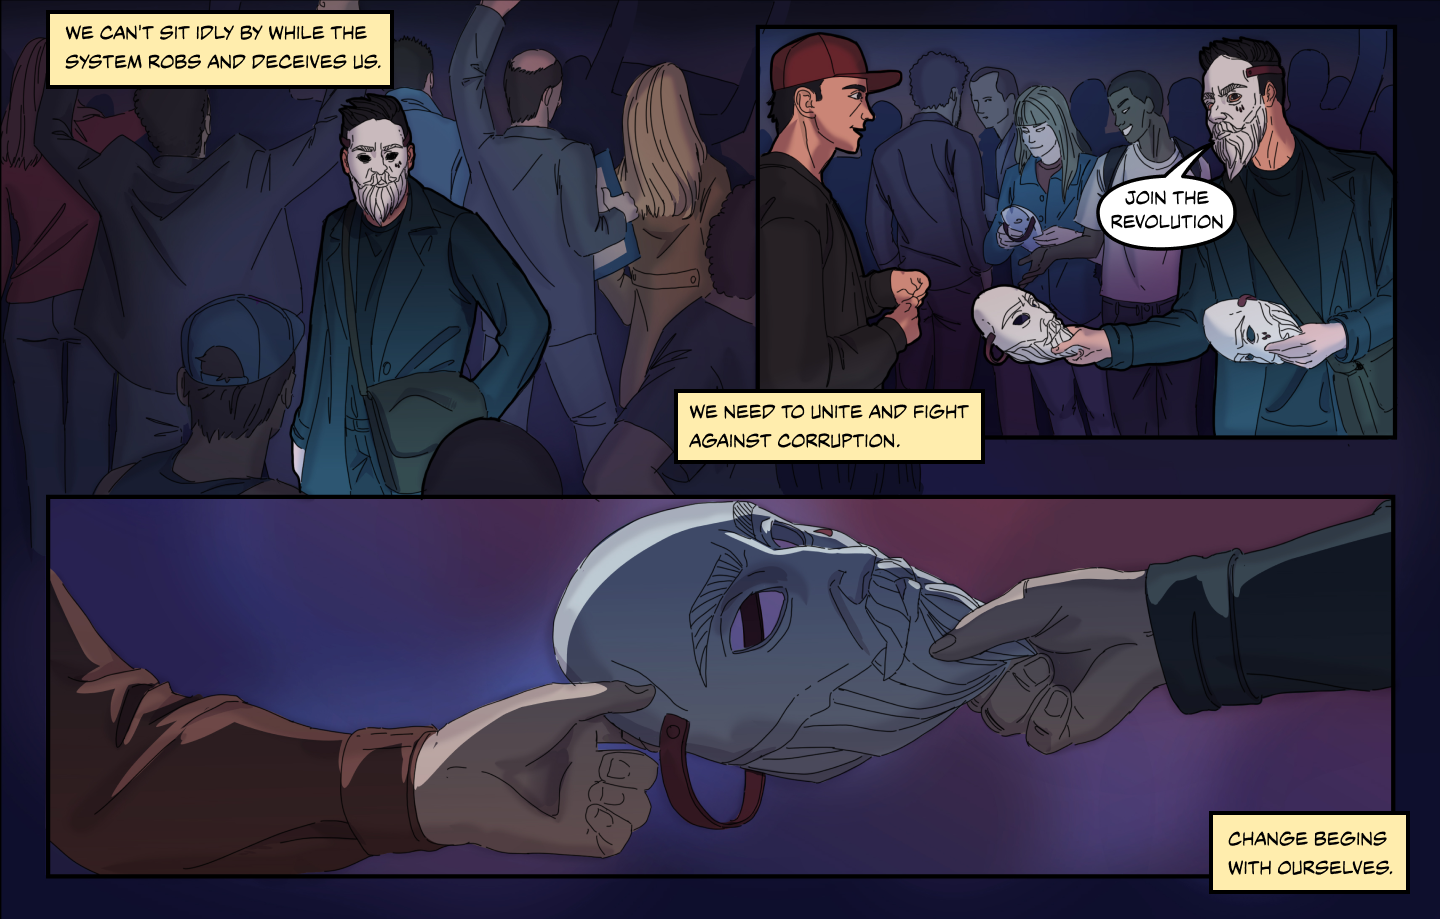 WE CAN'T SIT IDLY BY WHILE THE
SYSTEM ROBS AND DECEIVES US.
JOIN THE
REVOLUTION
WE NEED TO UNITE AND FIGHT
AGAINST CORRUPTION.
CHANGE BEGINS
WITH OURSELVES.